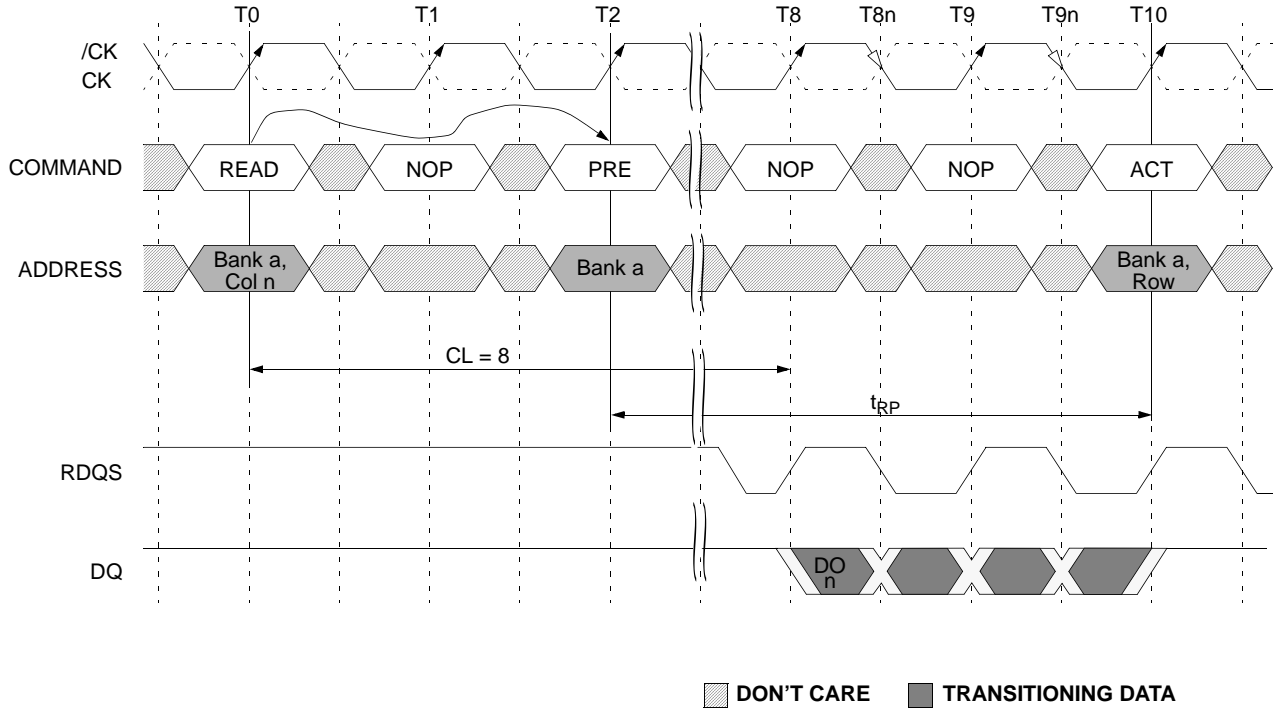 T0 T1 T2 T8 T8n T9 T9n T10
/CK
CK
COMMAND READ NOP PRE NOP NOP ACT
ADDRESS Bank a, Col n Bank a Bank a, Row
CL = 8
tRP
RDQS
DQ DO n
DON'T CARE TRANSITIONING DATA